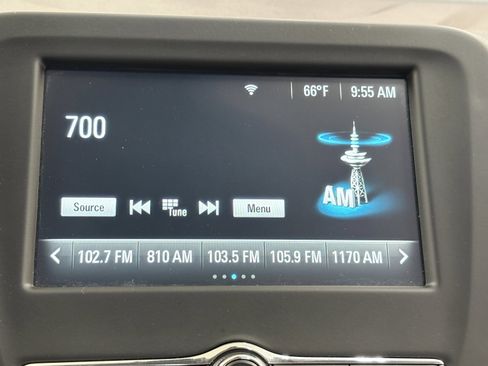 66°F 9:55 AM
700
AM
Source Tune Menu
102.7 FM 810 AM 103.5 FM 105.9 FM 1170 AM